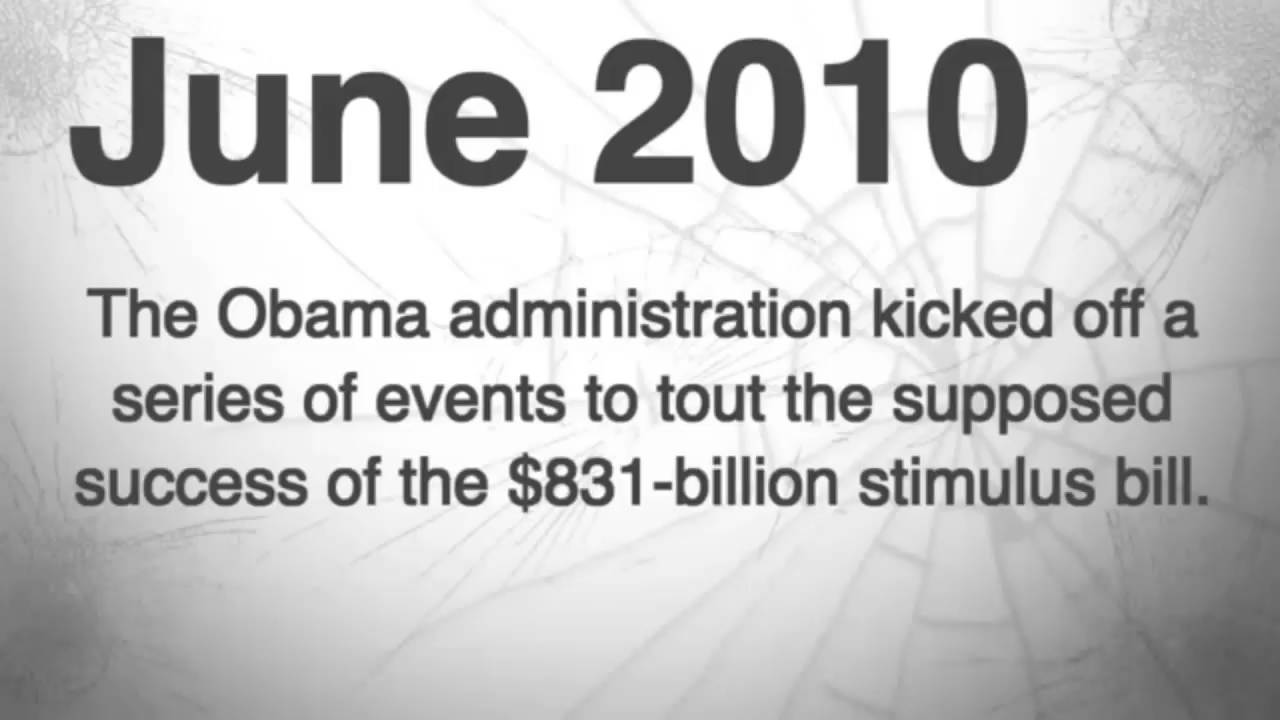 June 2010
The Obama administration kicked off a
series of events to tout the supposed
success of the $831-billion stimulus bill.